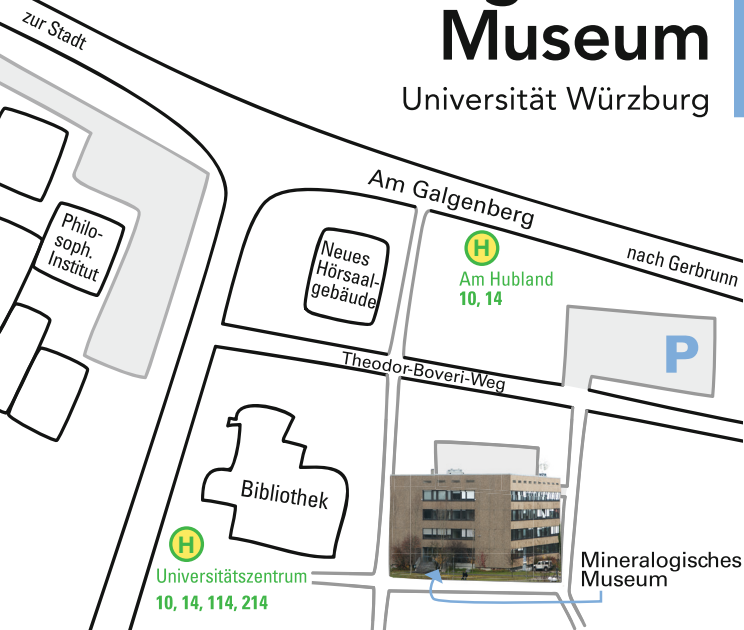 Museum
Universität Würzburg
zur Stadt
Am Galgenberg
nach Gerbrunn
Philo-
soph.
Institut
Neues
Hörsaal-
gebäude
H
Am Hubland
10, 14
P
Theodor-Boveri-Weg
Bibliothek
H
Universitätszentrum
10, 14, 114, 214
Mineralogisches
Museum